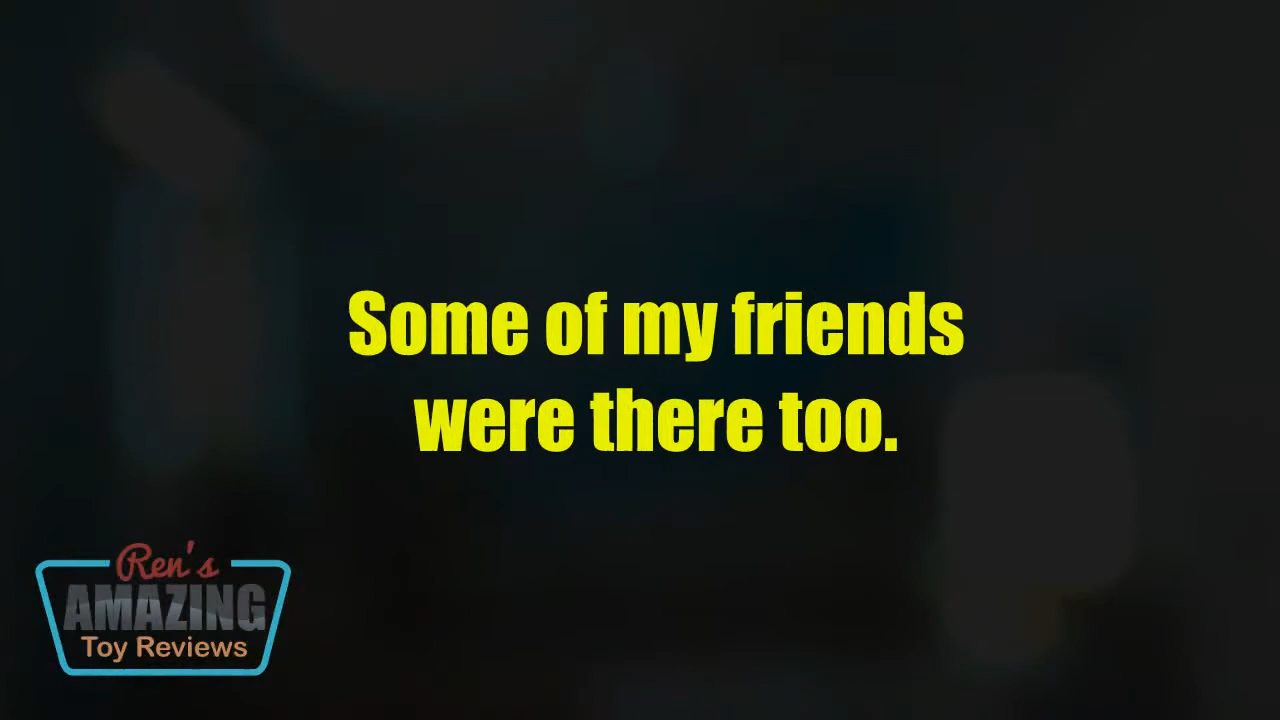 Some of my friends
were there too.
Ren's
AMAZING
Toy Reviews